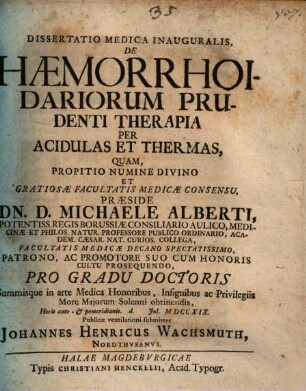 35
DISSERTATIO MEDICA INAUGURALIS,
DE
HÆMORRHOI-
DARIORUM PRU-
DENTI THERAPIA
PER
ACIDULAS ET THERMAS,
QUAM,
PROPITIO NUMINE DIVINO
ET
GRATIOSÆ FACULTATIS MEDICÆ CONSENSU,
PRÆSIDE
DN. D. MICHAELE ALBERTI,
POTENTISS. REGIS BORUSSIÆ CONSILIARIO AULICO, MEDI-
CINÆ ET PHILOS. NATUR. PROFESSORE PUBLICO ORDINARIO, ACA-
DEM. CÆSAR. NAT. CURIOS. COLLEGA,
FACULTATIS MEDICÆ DECANO SPECTATISSIMO,
PATRONO, AC PROMOTORE SUO CUM HONORIS
CULTU PROSEQUENDO,
PRO GRADU DOCTORIS
Summisque in arte Medica Honoribus, Insignibus ac Privilegiis
More Majorum Solenni obtinendis,
Horis ante - & pomeridianis. d. Jul. MDCCXIX.
Publicæ ventilationi submittet
JOHANNES HENRICUS WACHSMUTH,
NORDTHUSANUS.
HALAE MAGDEBURGICAE
Typis CHRISTIANI HENCKELII, Acad. Typogr.